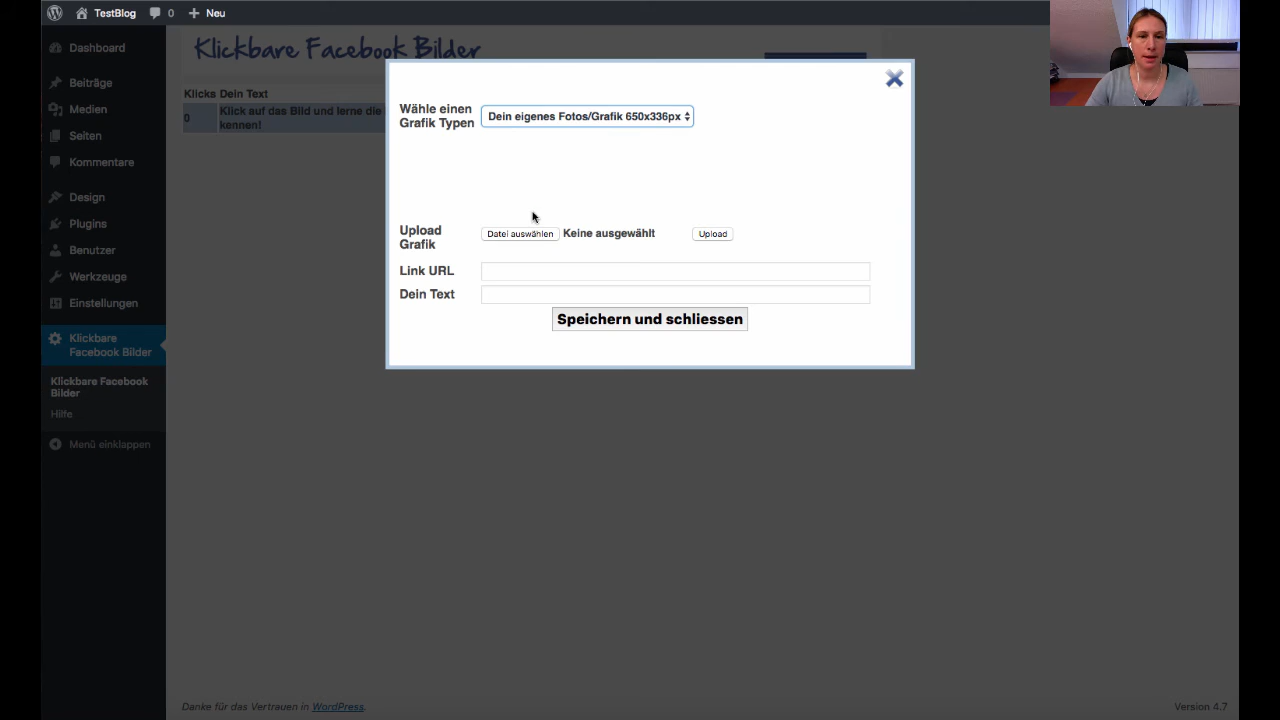 TestBlog 0 Neu
Dashboard
Beiträge
Medien
Seiten
Kommentare
Design
Plugins
Benutzer
Werkzeuge
Einstellungen
Klickbare
Facebook Bilder
Klickbare Facebook
Bilder
Hilfe
Menü einklappen
Klickbare Facebook Bilder
Klicks Dein Text
0 Klick auf das Bild und lerne die
kennen!
Wähle einen
Grafik Typen
Dein eigenes Fotos/Grafik 650x336px
Upload
Grafik
Datei auswählen Keine ausgewählt Upload
Link URL
Dein Text
Speichern und schliessen
Danke für das Vertrauen in WordPress.
Version 4.7